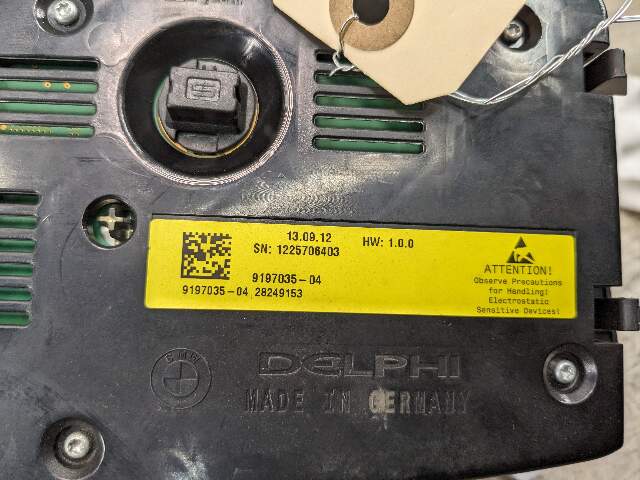 13.09.12
SN: 1225706403
HW: 1.0.0
9197035-04
9197035-04 28249153
ATTENTION!
Observe Precautions
for Handling!
Electrostatic
Sensitive Devices!
BMW
DELPHI
MADE IN GERMANY